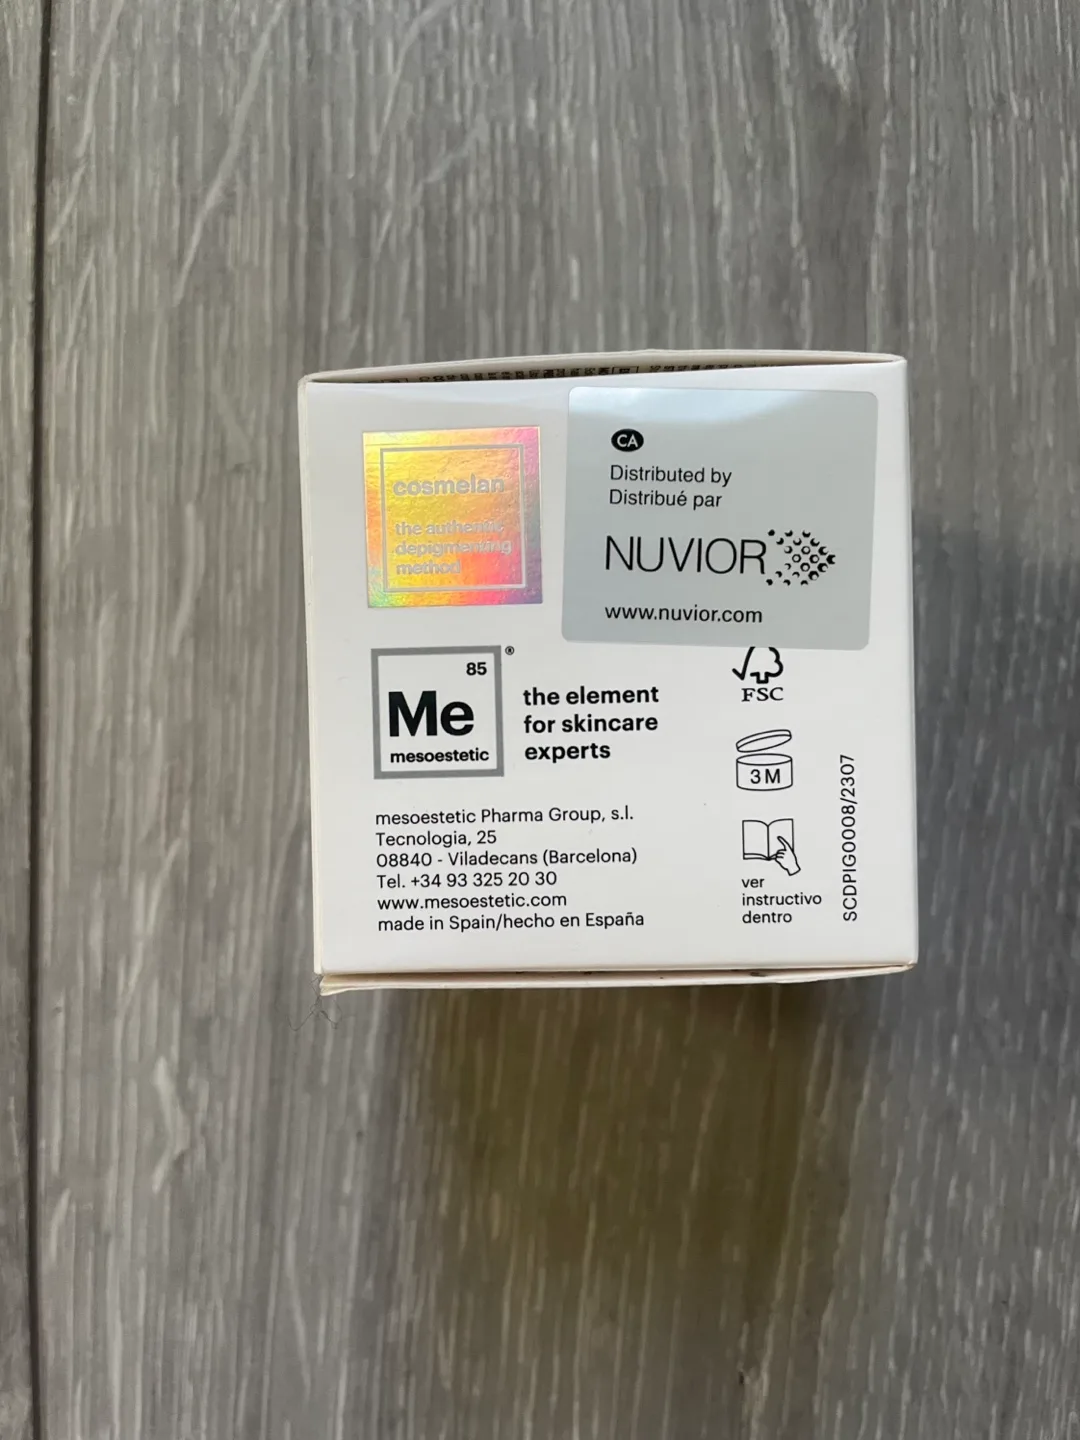 cosmelan
the authentic
depigmenting
method
CA
Distributed by
Distribué par
NUVIOR
www.nuvior.com
85
Me
mesoestetic
®
the element
for skincare
experts
FSC
3M
mesoestetic Pharma Group, s.l.
Tecnologia, 25
08840 - Viladecans (Barcelona)
Tel. +34 93 325 20 30
www.mesoestetic.com
made in Spain/hecho en España
ver
instructivo
dentro
SCDPIG0008/2307